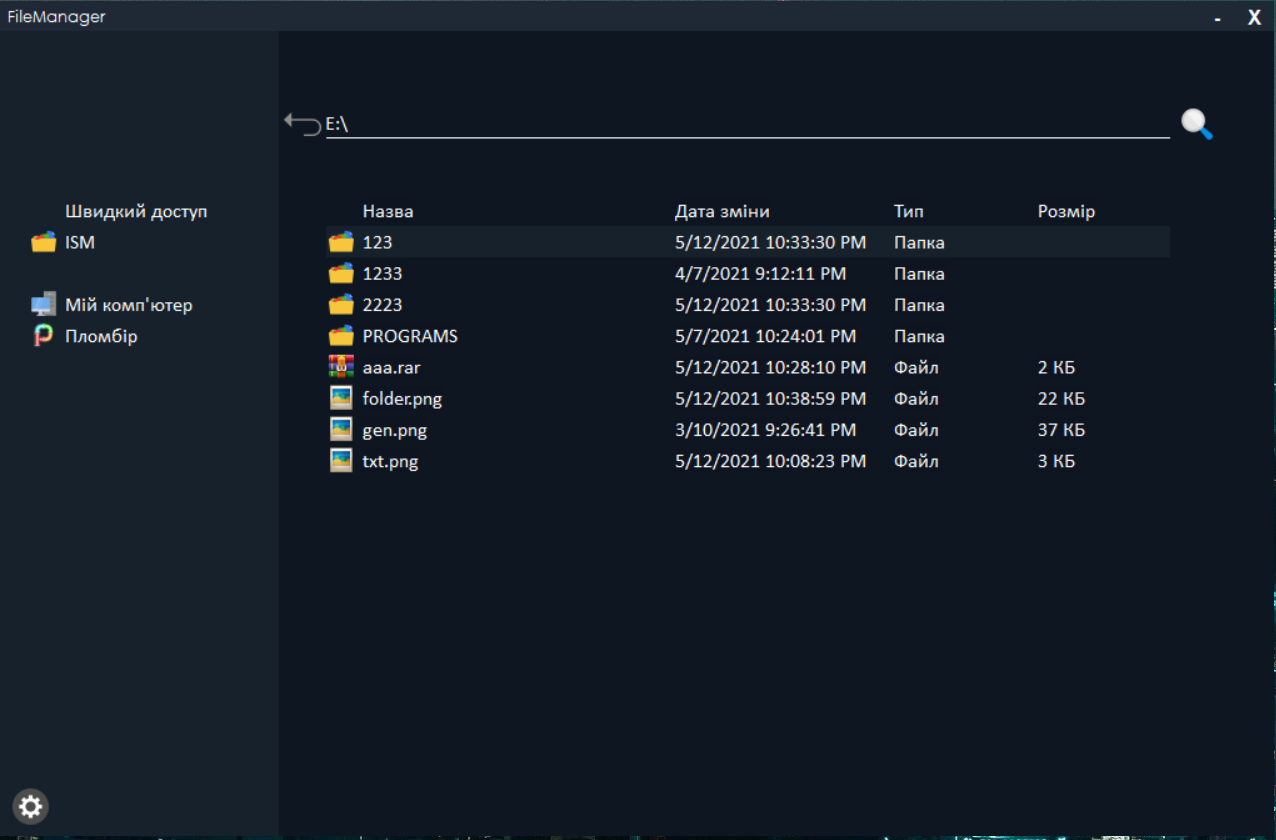 FileManager - X
E:\
Швидкий доступ
ISM
Мій комп'ютер
Пломбір
Назва Дата зміни Тип Розмір
123 5/12/2021 10:33:30 PM Папка
1233 4/7/2021 9:12:11 PM Папка
2223 5/12/2021 10:33:30 PM Папка
PROGRAMS 5/7/2021 10:24:01 PM Папка
aaa.rar 5/12/2021 10:28:10 PM Файл 2 КБ
folder.png 5/12/2021 10:38:59 PM Файл 22 КБ
gen.png 3/10/2021 9:26:41 PM Файл 37 КБ
txt.png 5/12/2021 10:08:23 PM Файл 3 КБ